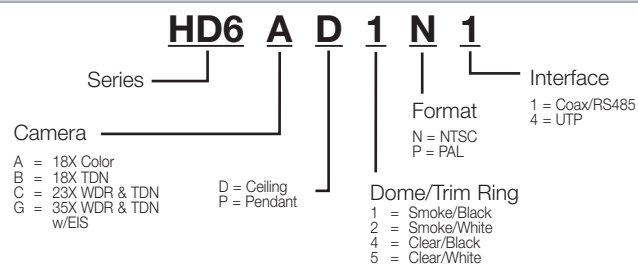 HD6 A D 1 N 1
Series
Interface
1 = Coax/RS485
4 = UTP
Format
N = NTSC
P = PAL
Camera
A = 18X Color
B = 18X TDN
C = 23X WDR & TDN
G = 35X WDR & TDN
w/EIS
D = Ceiling
P = Pendant
Dome/Trim Ring
1 = Smoke/Black
2 = Smoke/White
4 = Clear/Black
5 = Clear/White